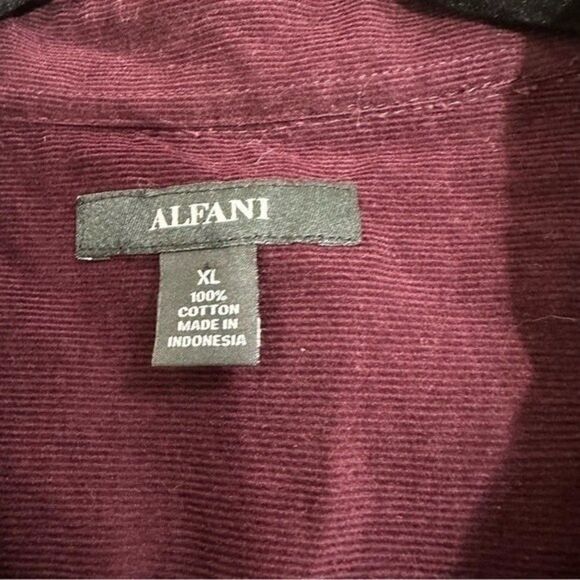 ALFANI
XL
100%
COTTON
MADE IN
INDONESIA